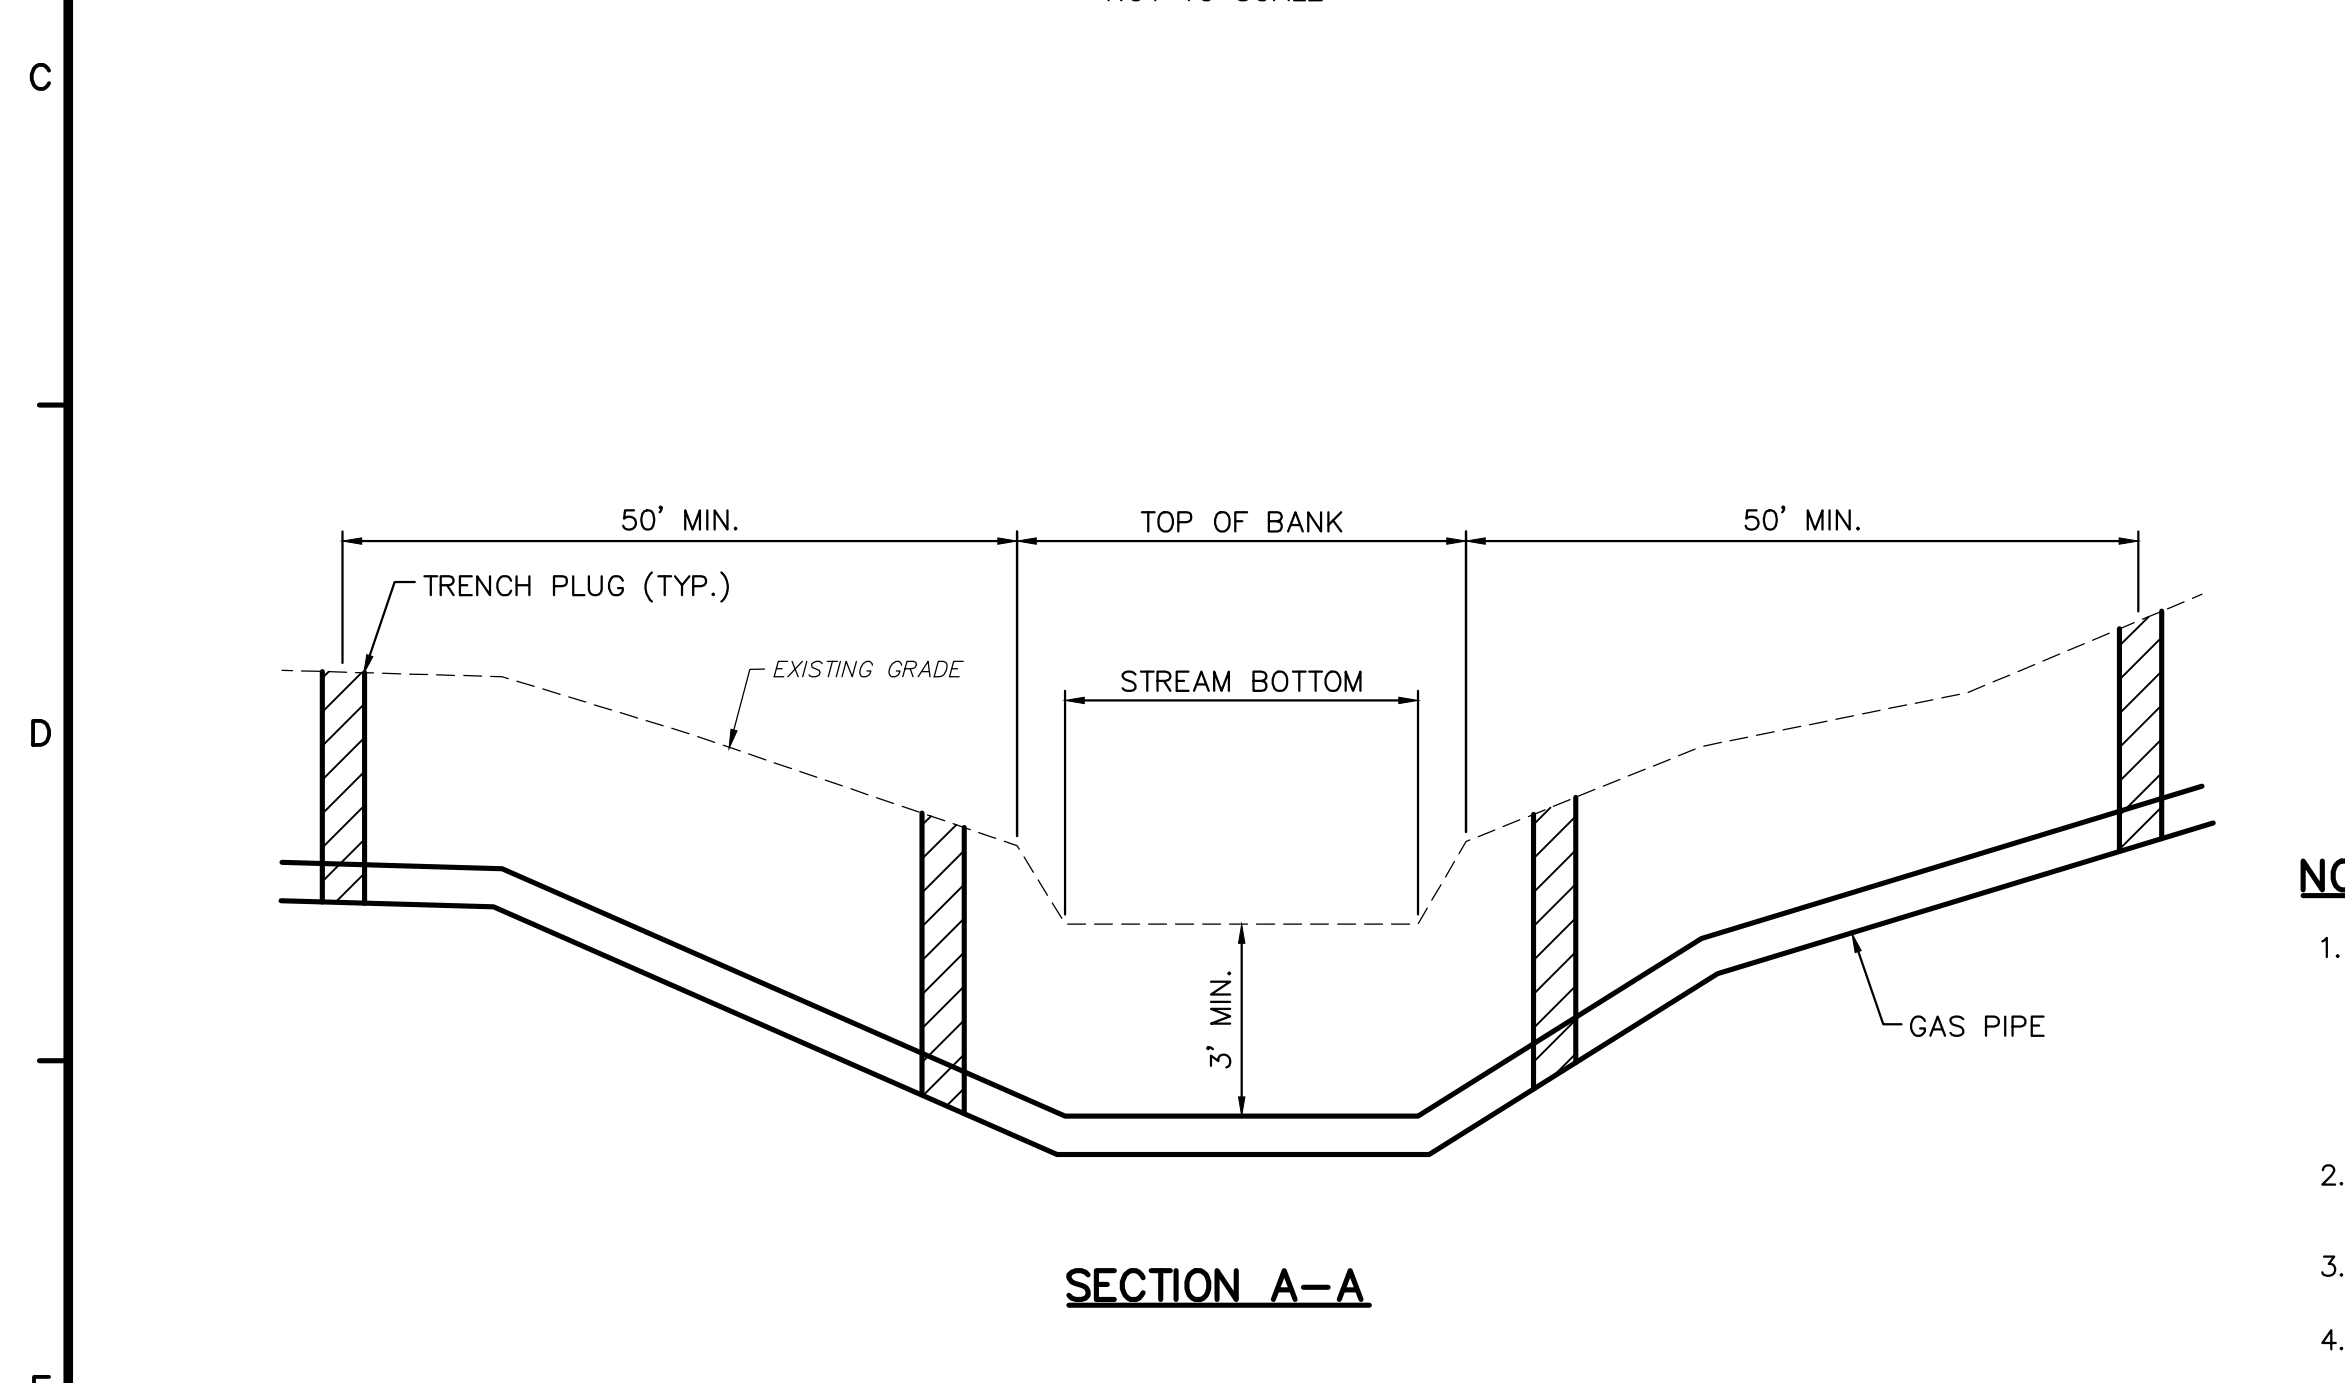 C
50' MIN.
TOP OF BANK
50' MIN.
TRENCH PLUG (TYP.)
EXISTING GRADE
STREAM BOTTOM
D
3' MIN.
GAS PIPE
1.
2.
3.
4.
SECTION A–A